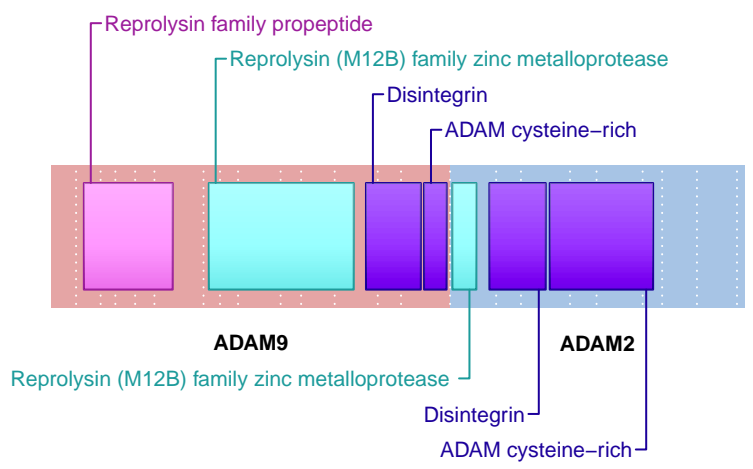 Reprolysin family propeptide
Reprolysin (M12B) family zinc metalloprotease
Disintegrin
ADAM cysteine−rich
ADAM9
ADAM2
Reprolysin (M12B) family zinc metalloprotease
Disintegrin
ADAM cysteine−rich